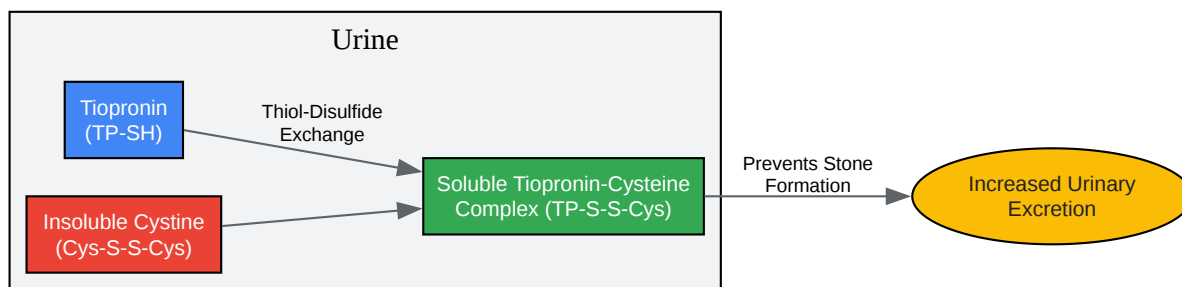 Urine
Tiopronin
(TP-SH)
Thiol-Disulfide
Exchange
Insoluble Cystine
(Cys-S-S-Cys)
Soluble Tiopronin-Cysteine
Complex (TP-S-S-Cys)
Prevents Stone
Formation
Increased Urinary
Excretion